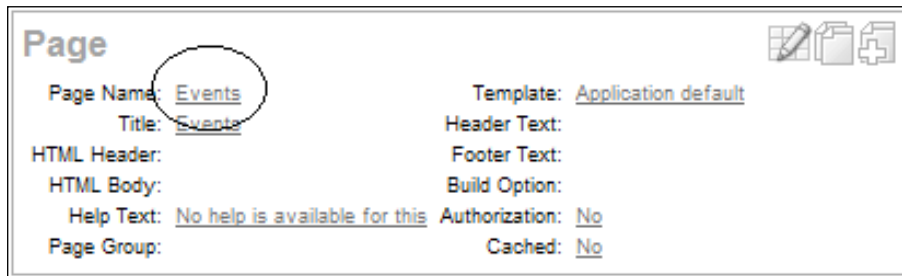 Page
Page Name: Events Template: Application default
Title: Events Header Text:
HTML Header: Footer Text:
HTML Body: Build Option:
Help Text: No help is available for this Authorization: No
Page Group: Cached: No